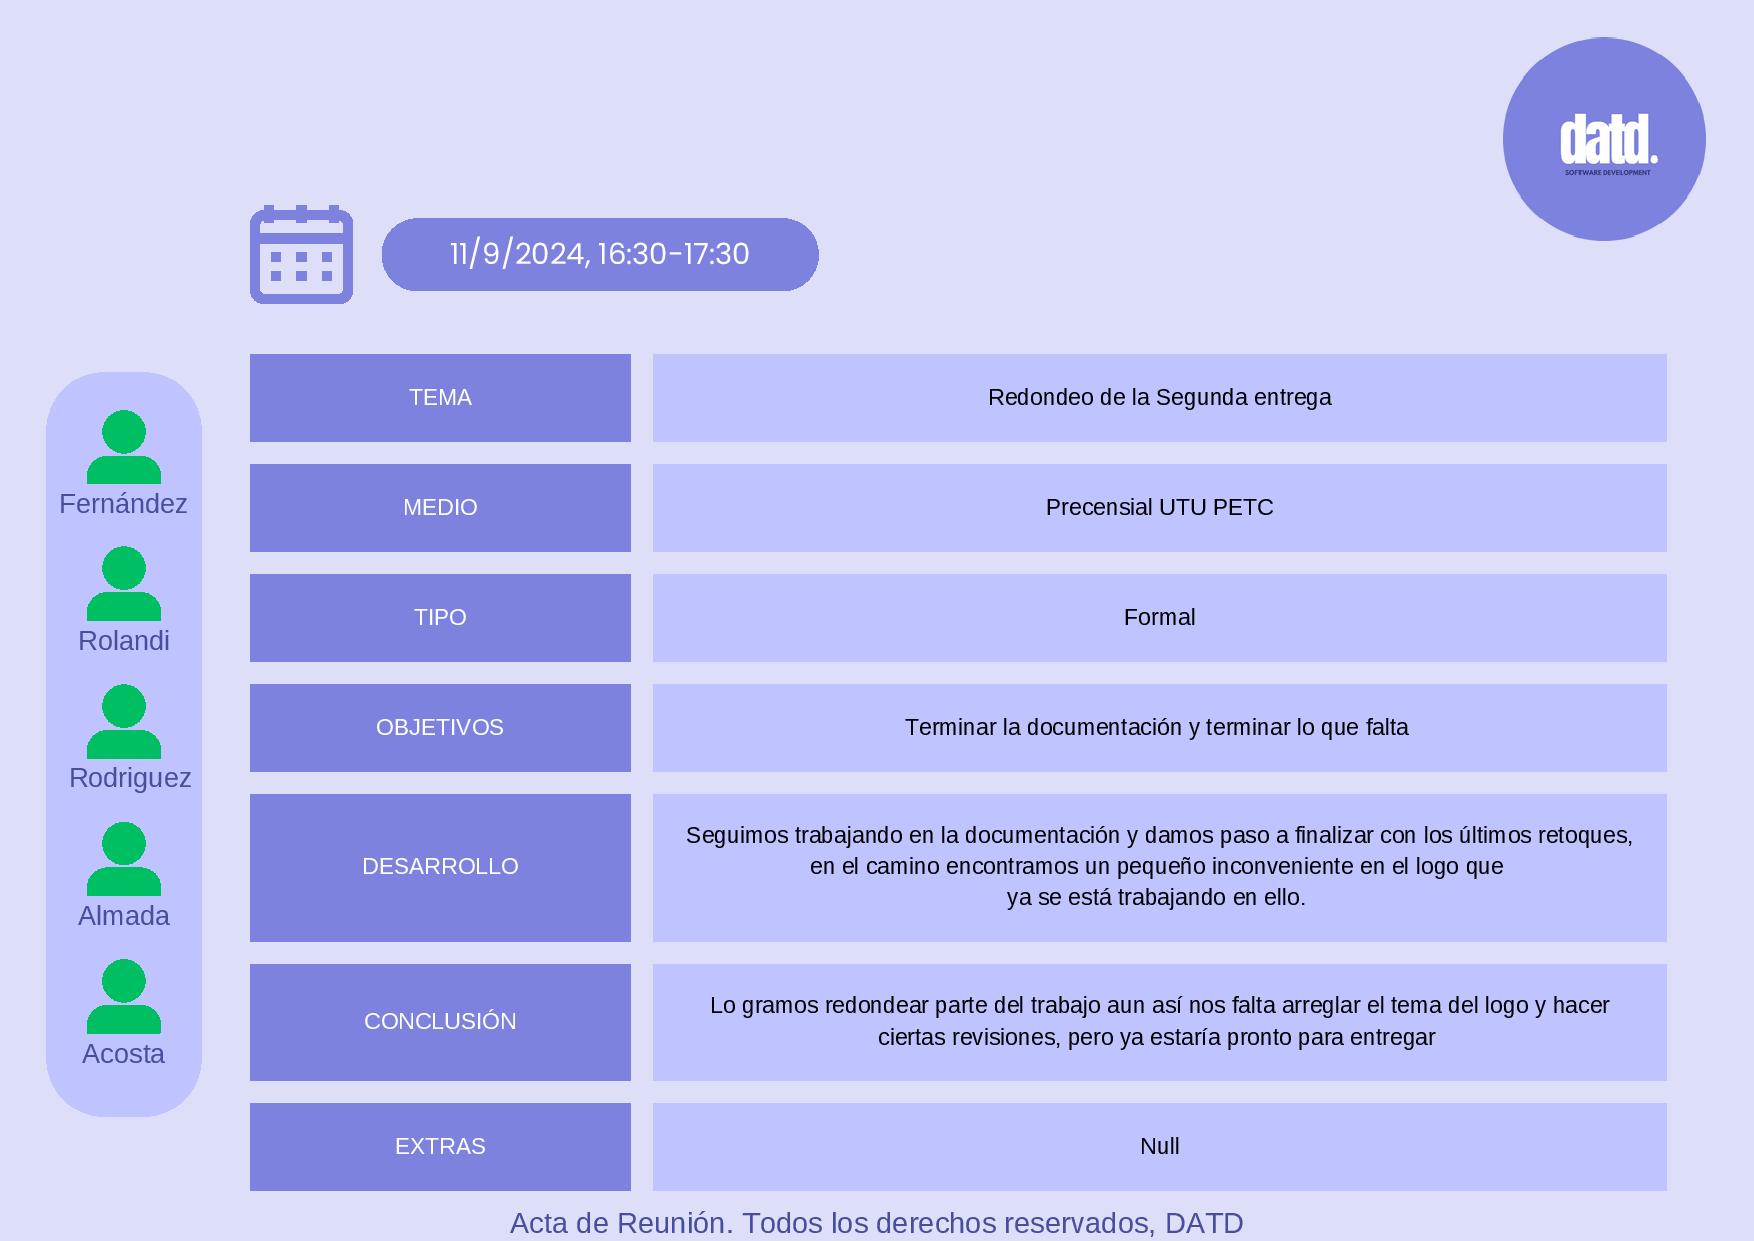 datd.
SOFTWARE DEVELOPMENT
11/9/2024, 16:30-17:30
Fernández
Rolandi
Rodriguez
Almada
Acosta
TEMA
Redondeo de la Segunda entrega
MEDIO
Precensial UTU PETC
TIPO
Formal
OBJETIVOS
Terminar la documentación y terminar lo que falta
DESARROLLO
Seguimos trabajando en la documentación y damos paso a finalizar con los últimos retoques,
en el camino encontramos un pequeño inconveniente en el logo que
ya se está trabajando en ello.
CONCLUSIÓN
Lo gramos redondear parte del trabajo aun así nos falta arreglar el tema del logo y hacer
ciertas revisiones, pero ya estaría pronto para entregar
EXTRAS
Null
Acta de Reunión. Todos los derechos reservados, DATD